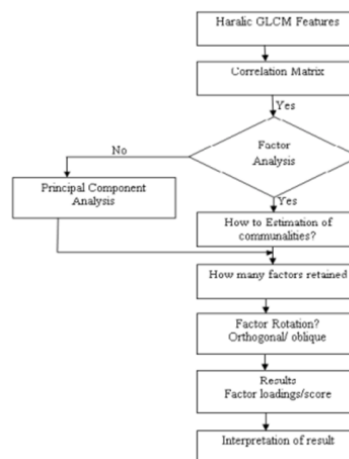 Haralic GLCM Features
Correlation Matrix
Yes
Factor
Analysis
No
Principal Component
Analysis
Yes
How to Estimation of
communalities?
How many factors retained
Factor Rotation?
Orthogonal/ oblique
Results
Factor loadings/score
Interpretation of result